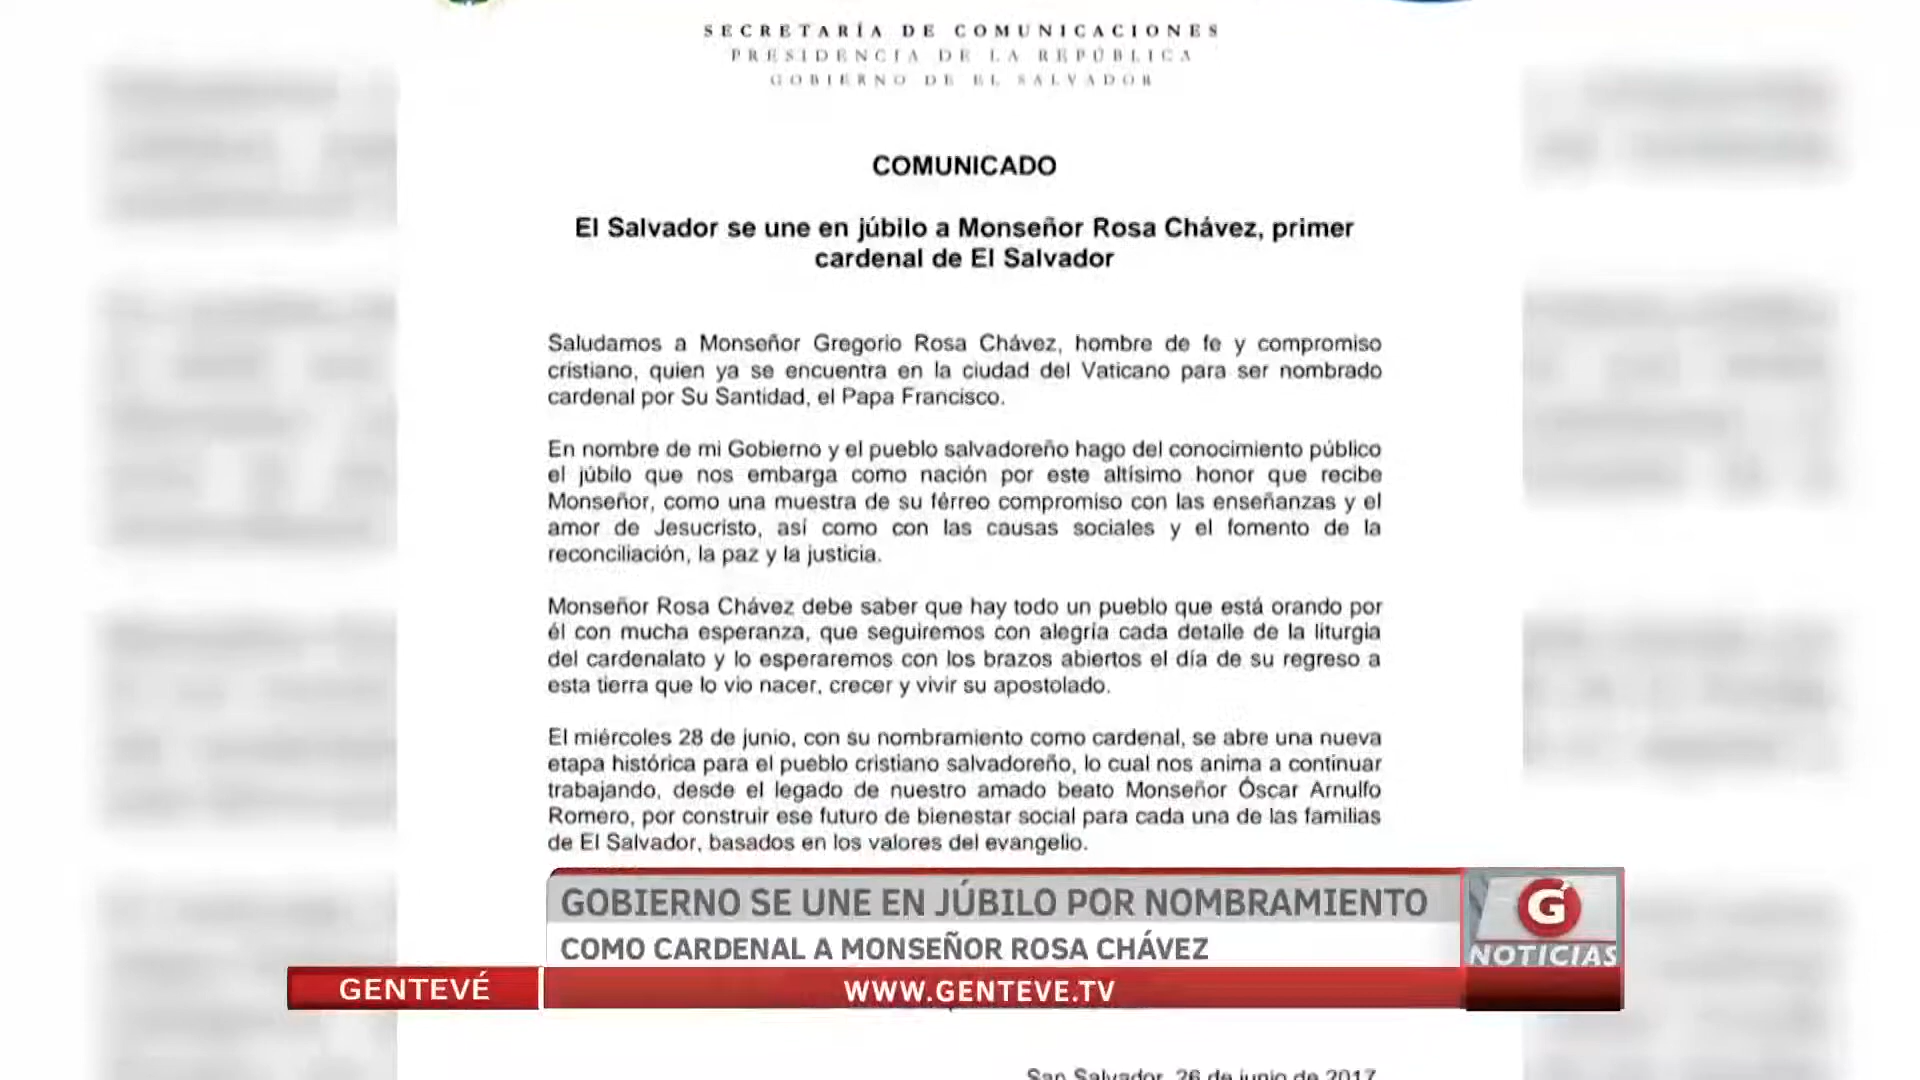 SECRETARÍA DE COMUNICACIONES
PRESIDENCIA DE LA REPÚBLICA
GOBIERNO DE EL SALVADOR
COMUNICADO
El Salvador se une en júbilo a Monseñor Rosa Chávez, primer
cardenal de El Salvador
Saludamos a Monseñor Gregorio Rosa Chávez, hombre de fe y compromiso
cristiano, quien ya se encuentra en la ciudad del Vaticano para ser nombrado
cardenal por Su Santidad, el Papa Francisco.
En nombre de mi Gobierno y el pueblo salvadoreño hago del conocimiento público
el júbilo que nos embarga como nación por este altísimo honor que recibe
Monseñor, como una muestra de su férreo compromiso con las enseñanzas y el
amor de Jesucristo, así como con las causas sociales y el fomento de la
reconciliación, la paz y la justicia.
Monseñor Rosa Chávez debe saber que hay todo un pueblo que está orando por
él con mucha esperanza, que seguiremos con alegría cada detalle de la liturgia
del cardenalato y lo esperaremos con los brazos abiertos el día de su regreso a
esta tierra que lo vio nacer, crecer y vivir su apostolado.
El miércoles 28 de junio, con su nombramiento como cardenal, se abre una nueva
etapa histórica para el pueblo cristiano salvadoreño, lo cual nos anima a continuar
trabajando, desde el legado de nuestro amado beato Monseñor Óscar Arnulfo
Romero, por construir ese futuro de bienestar social para cada una de las familias
de El Salvador, basados en los valores del evangelio.
GOBIERNO SE UNE EN JÚBILO POR NOMBRAMIENTO
COMO CARDENAL A MONSEÑOR ROSA CHÁVEZ
G
NOTICIAS
GENTEVÉ
WWW.GENTEVE.TV
San Salvador, 26 de junio de 2017